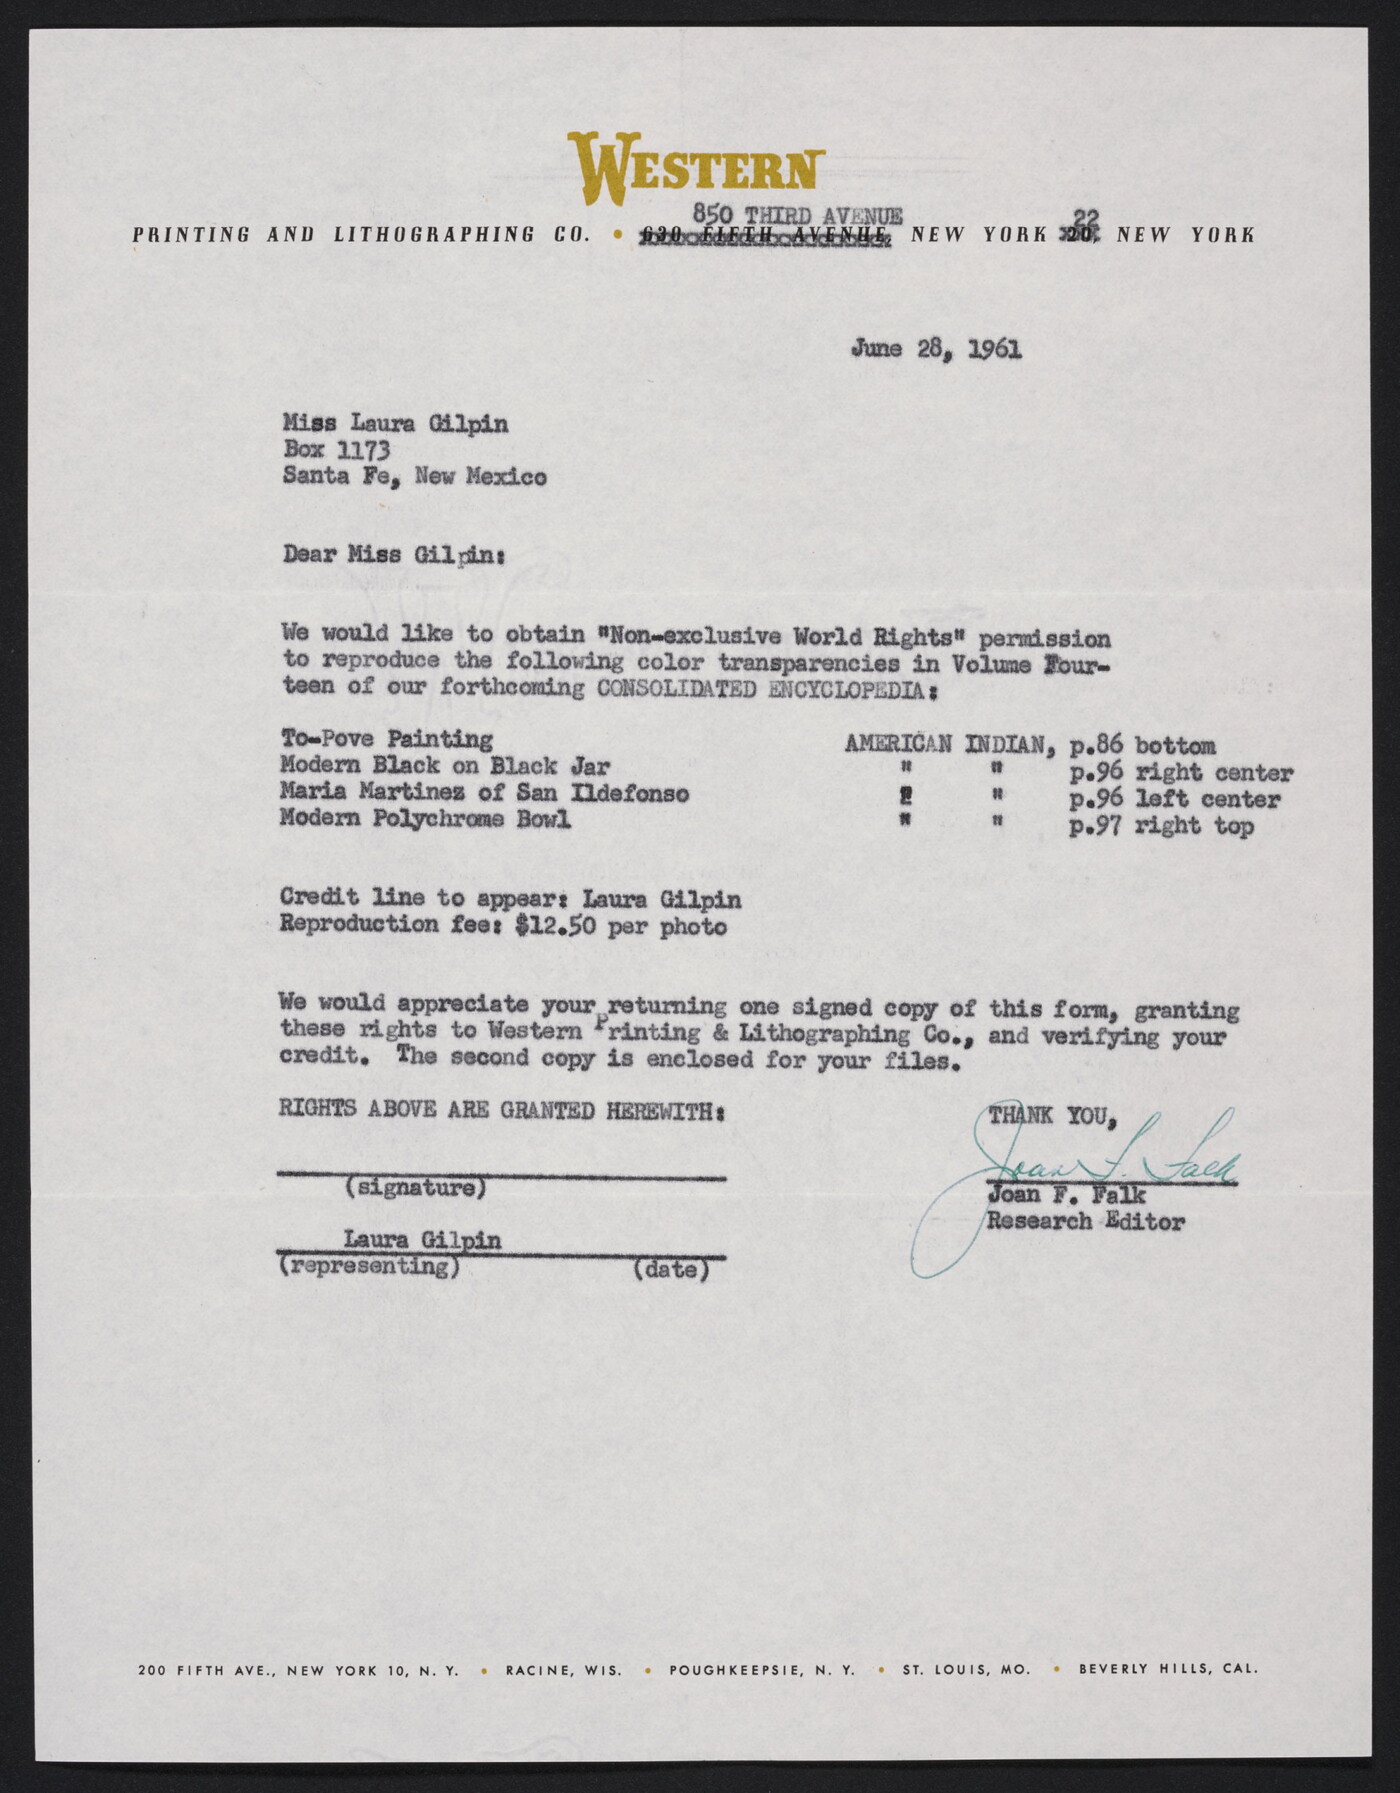 WESTERN
850 THIRD AVENUE 22
PRINTING AND LITHOGRAPHING CO. • 630 FIFTH AVENUE, NEW YORK 20, NEW YORK
June 28, 1961
Miss Laura Gilpin
Box 1173
Santa Fe, New Mexico
Dear Miss Gilpin:
We would like to obtain "Non-exclusive World Rights" permission
to reproduce the following color transparencies in Volume Four-
teen of our forthcoming CONSOLIDATED ENCYCLOPEDIA:
To-Pove Painting AMERICAN INDIAN, p.86 bottom
Modern Black on Black Jar " " p.96 right center
Maria Martinez of San Ildefonso " " p.96 left center
Modern Polychrome Bowl " " p.97 right top
Credit line to appear: Laura Gilpin
Reproduction fee: $12.50 per photo
We would appreciate your returning one signed copy of this form, granting
these rights to Western Printing & Lithographing Co., and verifying your
credit. The second copy is enclosed for your files.
RIGHTS ABOVE ARE GRANTED HEREWITH: THANK YOU,
Joan F. Falk
(signature) Joan F. Falk
Research Editor
Laura Gilpin
(representing) (date)
200 FIFTH AVE., NEW YORK 10, N. Y. • RACINE, WIS. • POUGHKEEPSIE, N. Y. • ST. LOUIS, MO. • BEVERLY HILLS, CAL.